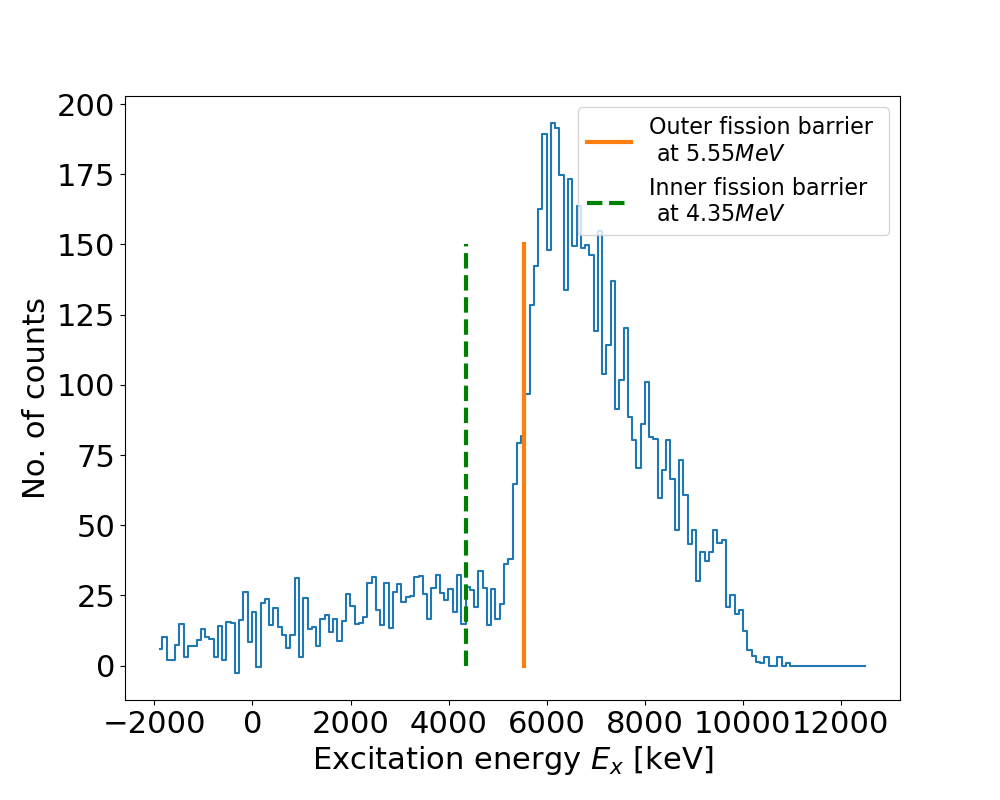 200
175
150
125
100
75
50
25
0
No. of counts
Outer fission barrier
at 5.55MeV
Inner fission barrier
at 4.35MeV
−2000 0 2000 4000 6000 8000 10000 12000
Excitation energy Eₓ [keV]